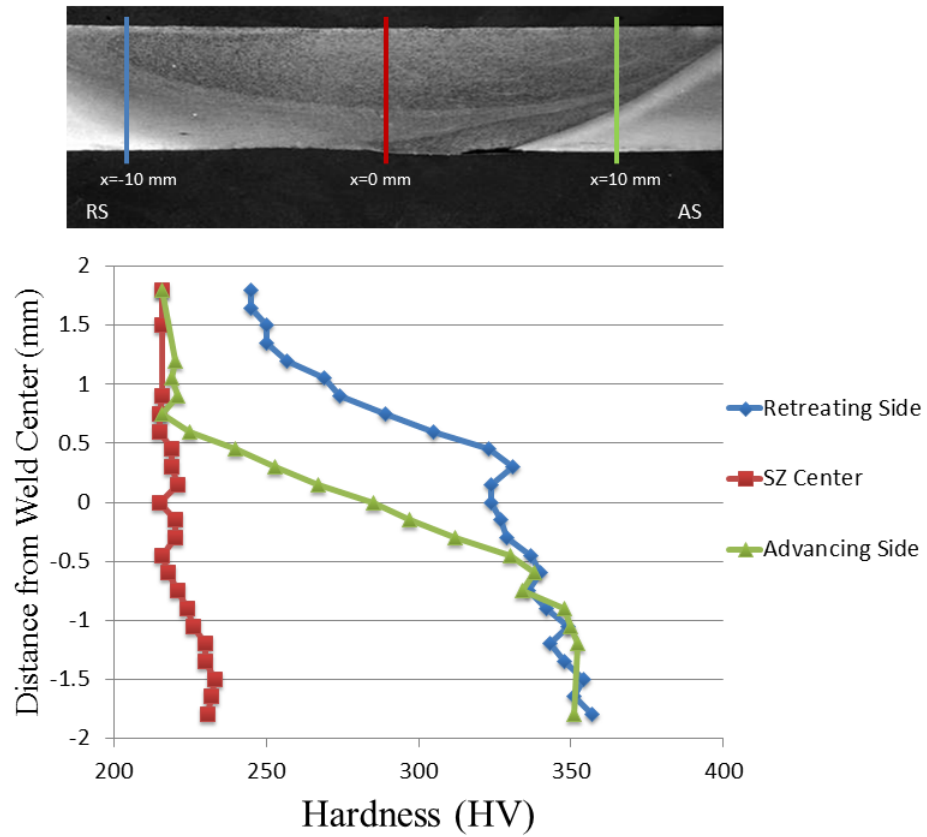 x=-10 mm
x=0 mm
x=10 mm
RS
AS
2
1.5
1
0.5
0
-0.5
-1
-1.5
-2
Distance from Weld Center (mm)
200
250
300
350
400
Hardness (HV)
Retreating Side
SZ Center
Advancing Side